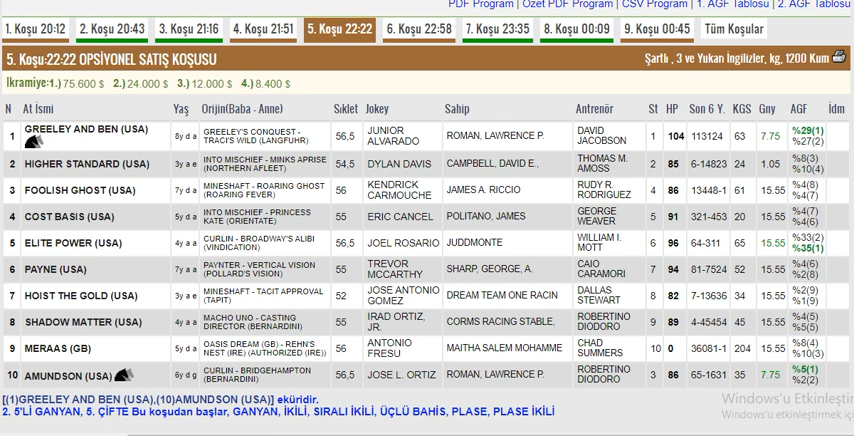 PDF Program | Özet PDF Program | CSV Program | 1. AGF Tablosu | 2. AGF Tablosu
1. Koşu 20:12 2. Koşu 20:43 3. Koşu 21:16 4. Koşu 21:51 5. Koşu 22:22 6. Koşu 22:58 7. Koşu 23:35 8. Koşu 00:09 9. Koşu 00:45 Tüm Koşular
5. Koşu:22:22 OPSİYONEL SATIŞ KOŞUSU Şartlı , 3 ve Yukarı İngilizler, kg, 1200 Kum
Ikramiye:1.) 75.600 $ 2.) 24.000 $ 3.) 12.000 $ 4.) 8.400 $
N At İsmi Yaş Orijin(Baba - Anne) Sıklet Jokey Sahip Antrenör St HP Son 6 Y. KGS Gny AGF İdm
1 GREELEY AND BEN (USA) 8y d a GREELEY'S CONQUEST - TRACI'S WILD (LANGFUHR) 56,5 JUNIOR ALVARADO ROMAN, LAWRENCE P. DAVID JACOBSON 1 104 113124 63 7.75 %29(1) %27(2)
2 HIGHER STANDARD (USA) 3y a e INTO MISCHIEF - MINKS APRISE (NORTHERN AFLEET) 54,5 DYLAN DAVIS CAMPBELL, DAVID E., THOMAS M. AMOSS 2 85 6-14823 24 1.05 %8(3) %10(4)
3 FOOLISH GHOST (USA) 7y d a MINESHAFT - ROARING GHOST (ROARING FEVER) 56 KENDRICK CARMOUCHE JAMES A. RICCIO RUDY R. RODRIGUEZ 4 86 13448-1 61 15.55 %4(8) %4(7)
4 COST BASIS (USA) 5y d a INTO MISCHIEF - PRINCESS KATE (ORIENTATE) 55 ERIC CANCEL POLITANO, JAMES GEORGE WEAVER 5 91 321-453 20 15.55 %4(7) %4(6)
5 ELITE POWER (USA) 4y a a CURLIN - BROADWAY'S ALIBI (VINDICATION) 56,5 JOEL ROSARIO JUDDMONTE WILLIAM I. MOTT 6 96 64-311 65 15.55 %33(2) %35(1)
6 PAYNE (USA) 7y a a PAYNTER - VERTICAL VISION (POLLARD'S VISION) 55 TREVOR MCCARTHY SHARP, GEORGE, A. CAIO CARAMORI 7 94 81-7524 52 15.55 %4(6) %2(8)
7 HOIST THE GOLD (USA) 3y a e MINESHAFT - TACIT APPROVAL (TAPIT) 52 JOSE ANTONIO GOMEZ DREAM TEAM ONE RACIN DALLAS STEWART 8 82 7-13636 34 15.55 %2(9) %1(9)
8 SHADOW MATTER (USA) 4y a a MACHO UNO - CASTING DIRECTOR (BERNARDINI) 55 IRAD ORTIZ, JR. CORMS RACING STABLE, ROBERTINO DIODORO 9 89 4-45454 45 15.55 %4(5) %5(5)
9 MERAAS (GB) 5y d a OASIS DREAM (GB) - REHN'S NEST (IRE) (AUTHORIZED (IRE)) 56 ANTONIO FRESU MAITHA SALEM MOHAMME CHAD SUMMERS 10 0 36081-1 204 15.55 %8(4) %10(3)
10 AMUNDSON (USA) 6y d g CURLIN - BRIDGEHAMPTON (BERNARDINI) 56,5 JOSE L. ORTIZ ROMAN, LAWRENCE P. ROBERTINO DIODORO 3 86 65-1631 35 7.75 %5(1) %2(2)
[(1)GREELEY AND BEN (USA),(10)AMUNDSON (USA)] eküridir.
2. 5'Lİ GANYAN, 5. ÇİFTE Bu koşudan başlar, GANYAN, İKİLİ, SIRALI İKİLİ, ÜÇLÜ BAHİS, PLASE, PLASE İKİLİ
Windows'u Etkinleştir
Windows'u etkinleştirmek için